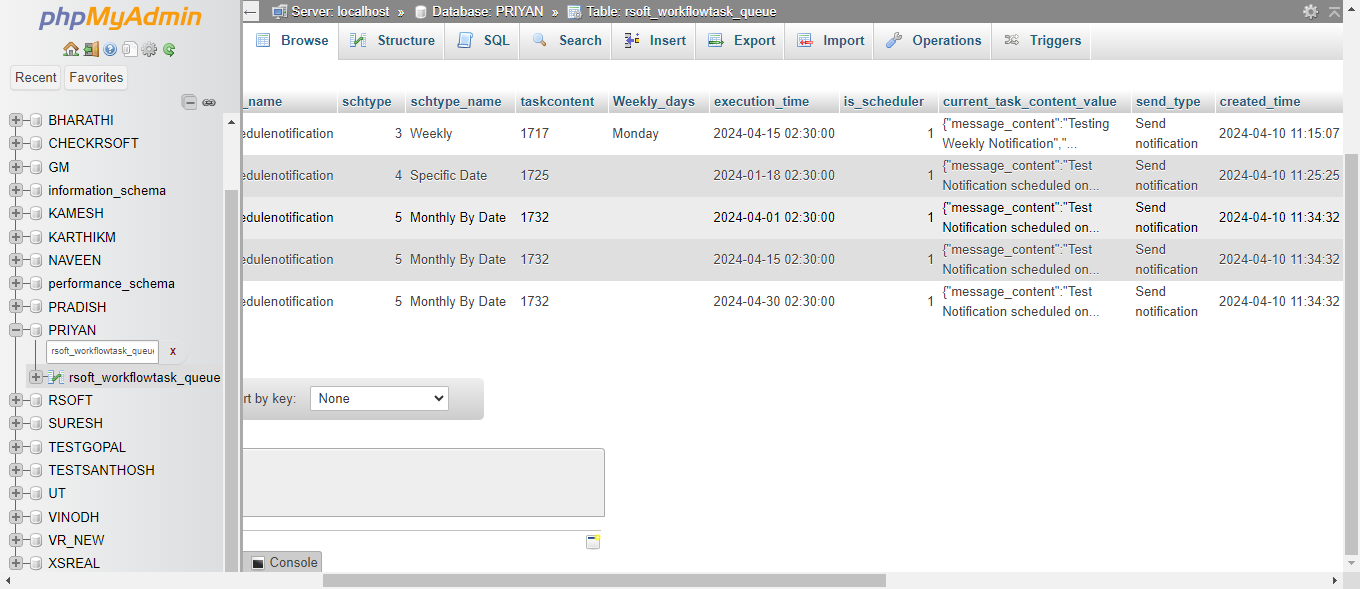 phpMyAdmin
Recent Favorites
BHARATHI
CHECKRSOFT
GM
information_schema
KAMESH
KARTHIKM
NAVEEN
performance_schema
PRADISH
PRIYAN
rsoft_workflowtask_queu
x
rsoft_workflowtask_queue
RSOFT
SURESH
TESTGOPAL
TESTSANTHOSH
UT
VINODH
VR_NEW
XSREAL
Server: localhost » Database: PRIYAN » Table: rsoft_workflowtask_queue
Browse Structure SQL Search Insert Export Import Operations Triggers
_name schtype schtype_name taskcontent Weekly_days execution_time is_scheduler current_task_content_value send_type created_time
edulenotification 3 Weekly 1717 Monday 2024-04-15 02:30:00 1 {"message_content":"Testing Weekly Notification","... Send notification 2024-04-10 11:15:07
edulenotification 4 Specific Date 1725 2024-01-18 02:30:00 1 {"message_content":"Test Notification scheduled on... Send notification 2024-04-10 11:25:25
edulenotification 5 Monthly By Date 1732 2024-04-01 02:30:00 1 {"message_content":"Test Notification scheduled on... Send notification 2024-04-10 11:34:32
edulenotification 5 Monthly By Date 1732 2024-04-15 02:30:00 1 {"message_content":"Test Notification scheduled on... Send notification 2024-04-10 11:34:32
edulenotification 5 Monthly By Date 1732 2024-04-30 02:30:00 1 {"message_content":"Test Notification scheduled on... Send notification 2024-04-10 11:34:32
rt by key: None
Console